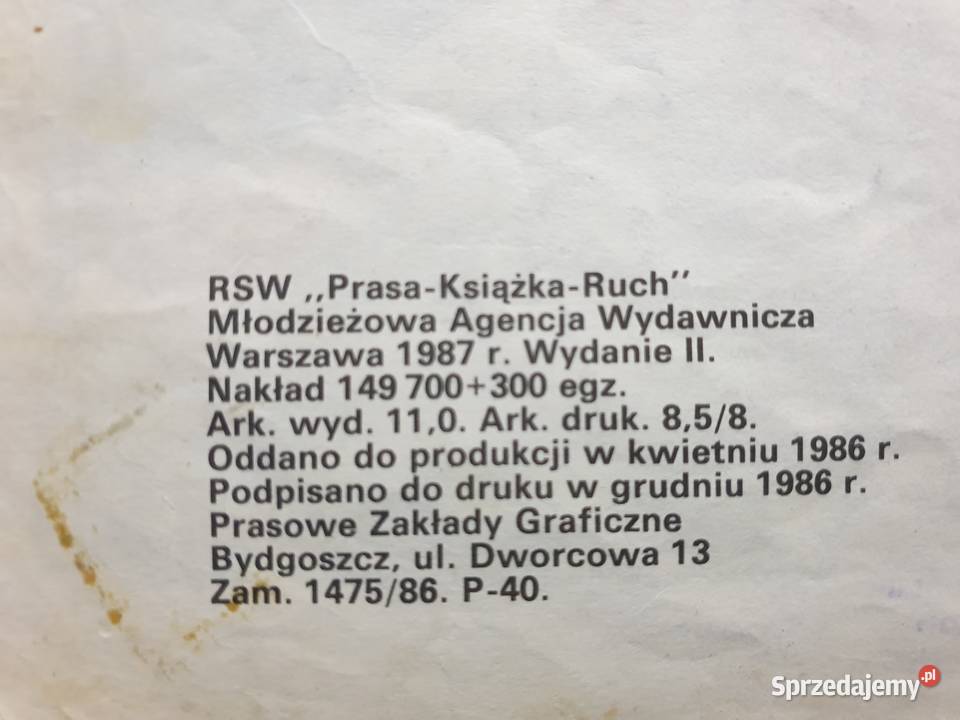 RSW ,,Prasa-Książka-Ruch''
Młodzieżowa Agencja Wydawnicza
Warszawa 1987 r. Wydanie II.
Nakład 149 700+300 egz.
Ark. wyd. 11,0. Ark. druk. 8,5/8.
Oddano do produkcji w kwietniu 1986 r.
Podpisano do druku w grudniu 1986 r.
Prasowe Zakłady Graficzne
Bydgoszcz, ul. Dworcowa 13
Zam. 1475/86. P-40.
Sprzedajemy.pl